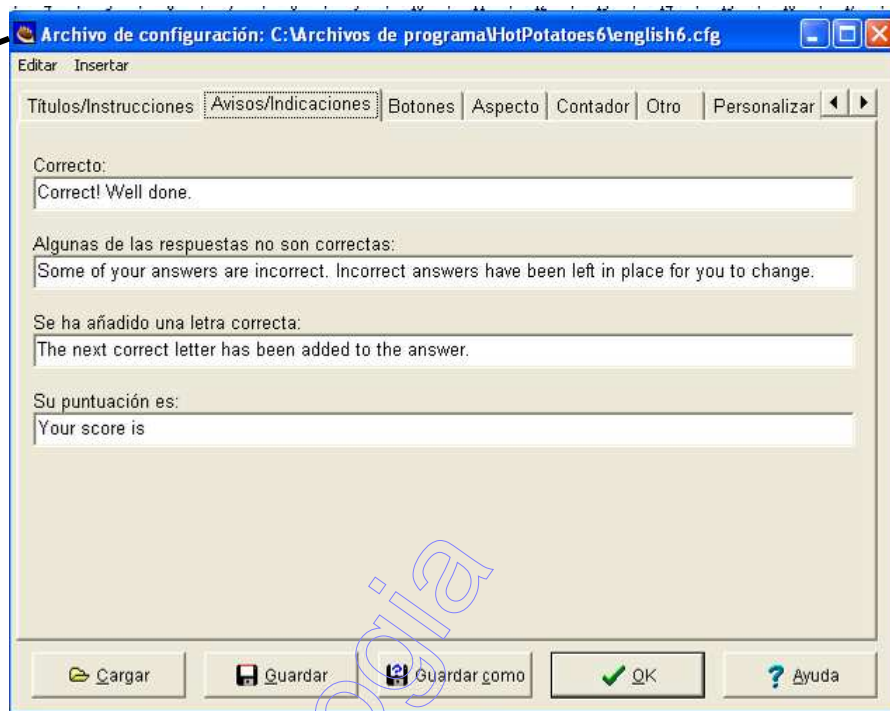 Archivo de configuración: C:\Archivos de programa\HotPotatoes6\english6.cfg
Editar Insertar
Títulos/Instrucciones Avisos/Indicaciones Botones Aspecto Contador Otro Personalizar
Correcto:
Correct! Well done.
Algunas de las respuestas no son correctas:
Some of your answers are incorrect. Incorrect answers have been left in place for you to change.
Se ha añadido una letra correcta:
The next correct letter has been added to the answer.
Su puntuación es:
Your score is
Cargar Guardar Guardar como OK Ayuda
ogia